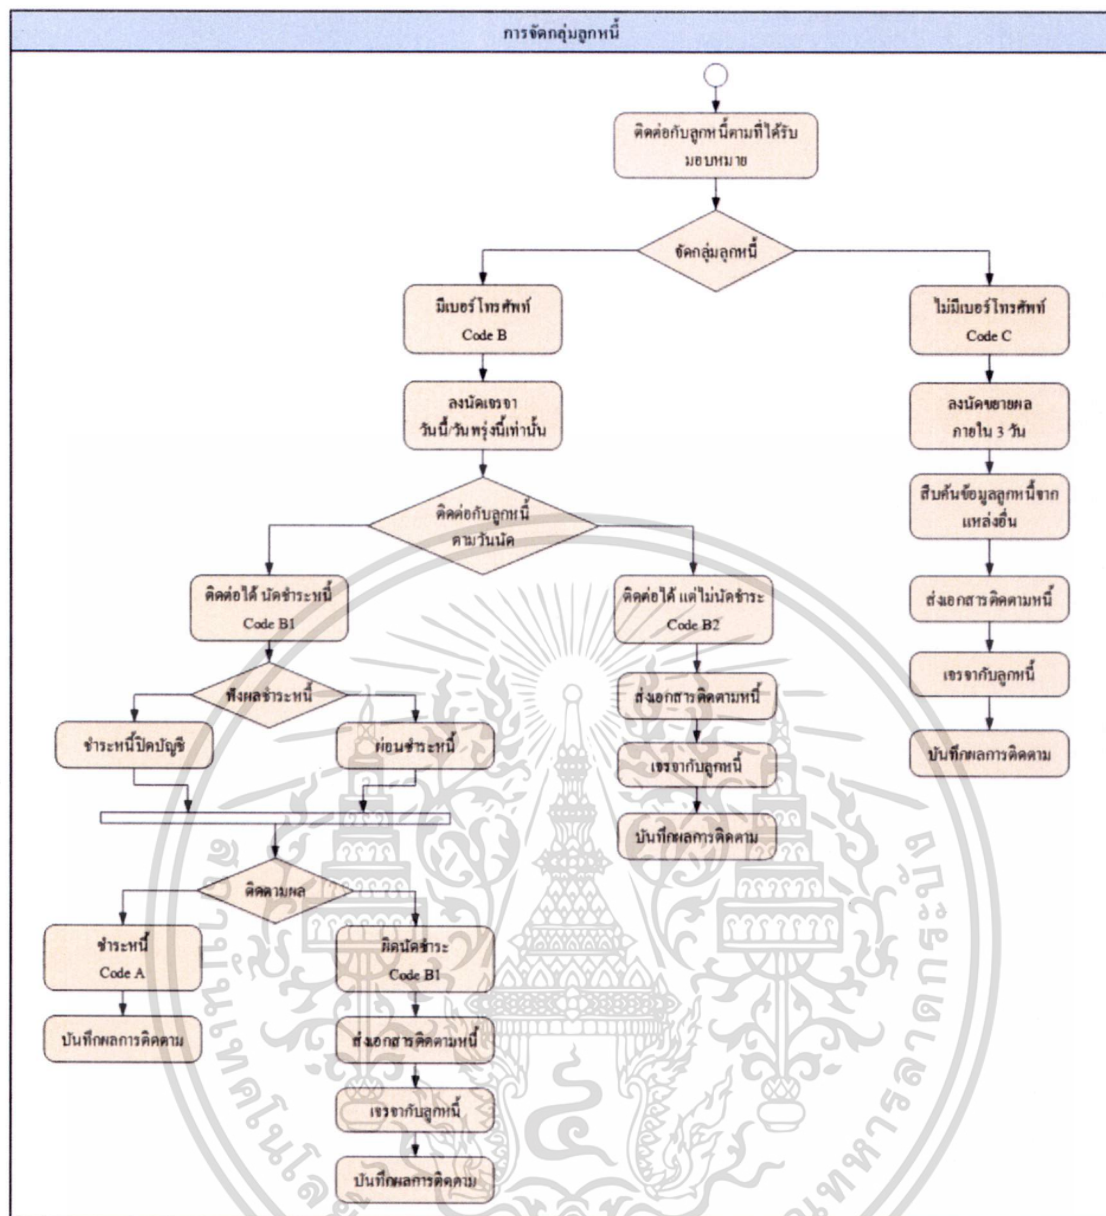 การจัดกลุ่มลูกหนี้
ติดต่อกับลูกหนี้ตามที่ได้รับ
มอบหมาย
จัดกลุ่มลูกหนี้
มีเบอร์โทรศัพท์
Code B
ไม่มีเบอร์โทรศัพท์
Code C
ลงนัดเจรจา
วันนี้/วันพรุ่งนี้เท่านั้น
ลงนัดขยายผล
ภายใน 3 วัน
ติดต่อกับลูกหนี้
ตามวันนัด
สืบค้นข้อมูลลูกหนี้จาก
แหล่งอื่น
ติดต่อได้ นัดชำระหนี้
Code B1
ติดต่อได้ แต่ไม่นัดชำระ
Code B2
ส่งเอกสารติดตามหนี้
ฟังผลชำระหนี้
ส่งเอกสารติดตามหนี้
เจรจากับลูกหนี้
ชำระหนี้ปิดบัญชี
ผ่อนชำระหนี้
เจรจากับลูกหนี้
บันทึกผลการติดตาม
บันทึกผลการติดตาม
ติดตามผล
ชำระหนี้
Code A
ผิดนัดชำระ
Code B1
บันทึกผลการติดตาม
ส่งเอกสารติดตามหนี้
เจรจากับลูกหนี้
บันทึกผลการติดตาม